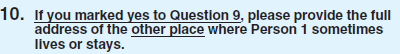 10. If you marked yes to Question 9, please provide the full
address of the other place where Person 1 sometimes
lives or stays.